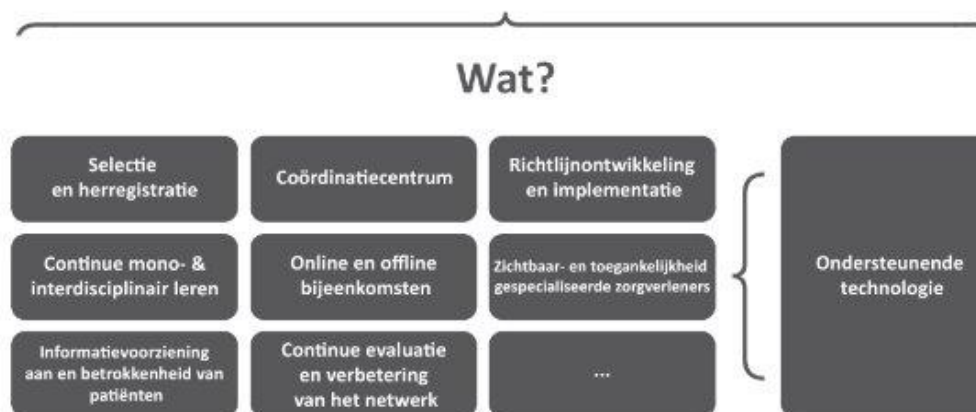 Wat?
Selectie
en herregistratie
Coördinatiecentrum
Richtlijnontwikkeling
en implementatie
Continue mono- &
interdisciplinair leren
Online en offline
bijeenkomsten
Zichtbaar- en toegankelijkheid
gespecialiseerde zorgverleners
Informatievoorziening
aan en betrokkenheid van
patiënten
Continue evaluatie
en verbetering
van het netwerk
...
Ondersteunende
technologie